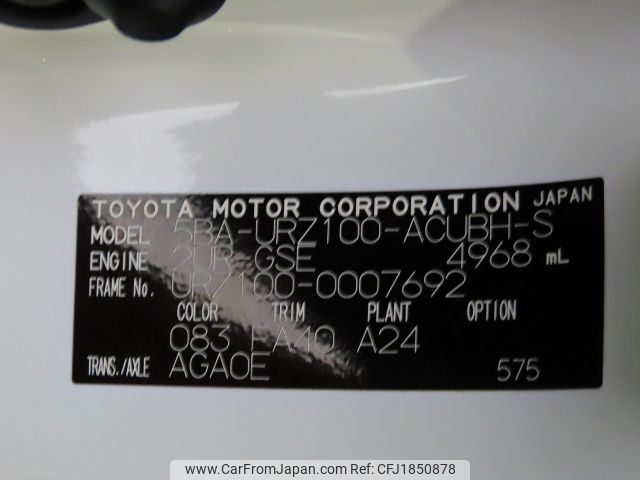 TOYOTA MOTOR CORPORATION JAPAN
MODEL 5BA-URZ100-ACUBH-S
ENGINE 2UR-GSE 4968 mL
FRAME No. URZ100-0007692
COLOR TRIM PLANT OPTION
083 EA40 A24
TRANS./AXLE AGA0E 575
www.CarFromJapan.com CFJ1850878